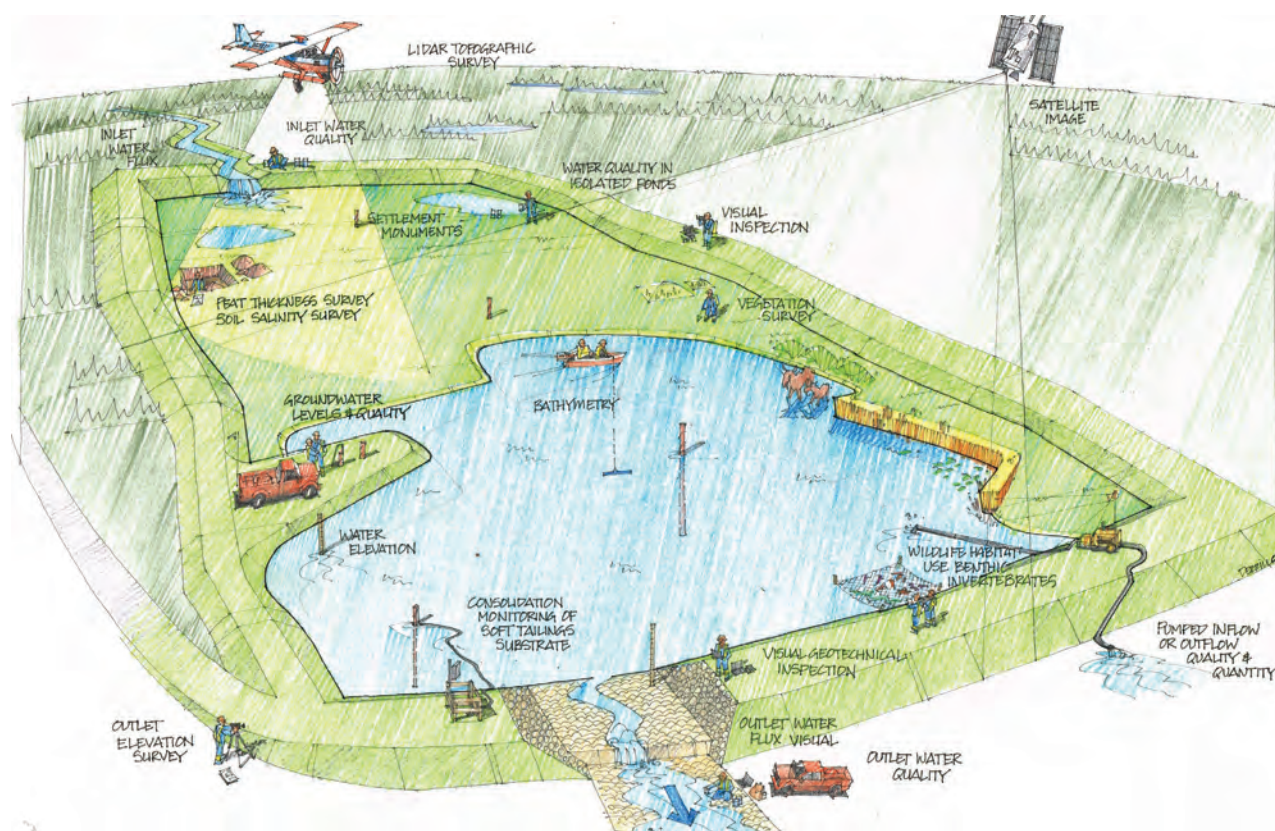 LIDAR TOPOGRAPHIC
SURVEY
SATELLITE
IMAGE
INLET
WATER
FLUX
INLET WATER
QUALITY
WATER QUALITY IN
ISOLATED PONDS
SETTLEMENT
MONUMENTS
VISUAL
INSPECTION
PEAT THICKNESS SURVEY
SOIL SALINITY SURVEY
VEGETATION
SURVEY
GROUNDWATER
LEVELS & QUALITY
BATHYMETRY
WATER
ELEVATION
WILDLIFE HABITAT
USE BENTHIC
INVERTEBRATES
CONSOLIDATION
MONITORING OF
SOFT TAILINGS
SUBSTRATE
PUMPED INFLOW
OR OUTFLOW
QUALITY &
QUANTITY
VISUAL GEOTECHNICAL
INSPECTION
OUTLET
ELEVATION
SURVEY
OUTLET WATER
FLUX VISUAL
OUTLET WATER
QUALITY